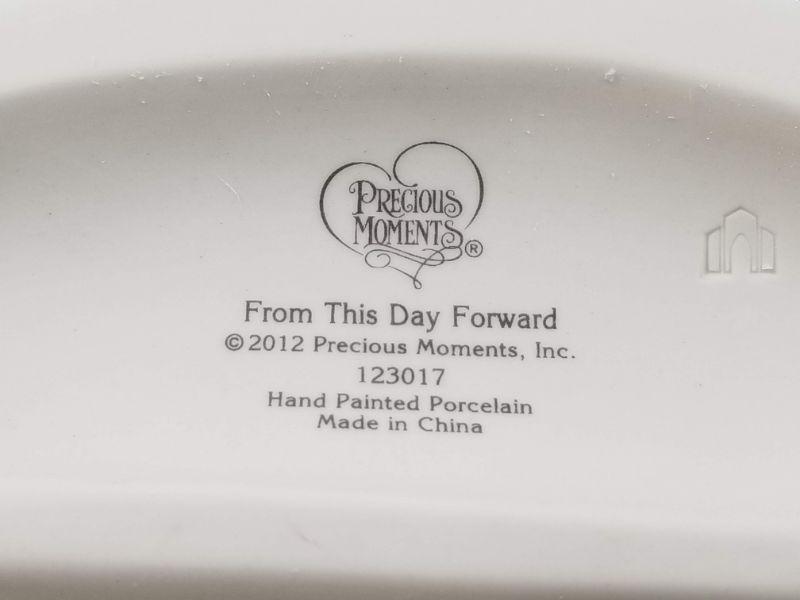 PRECIOUS
MOMENTS®
From This Day Forward
©2012 Precious Moments, Inc.
123017
Hand Painted Porcelain
Made in China